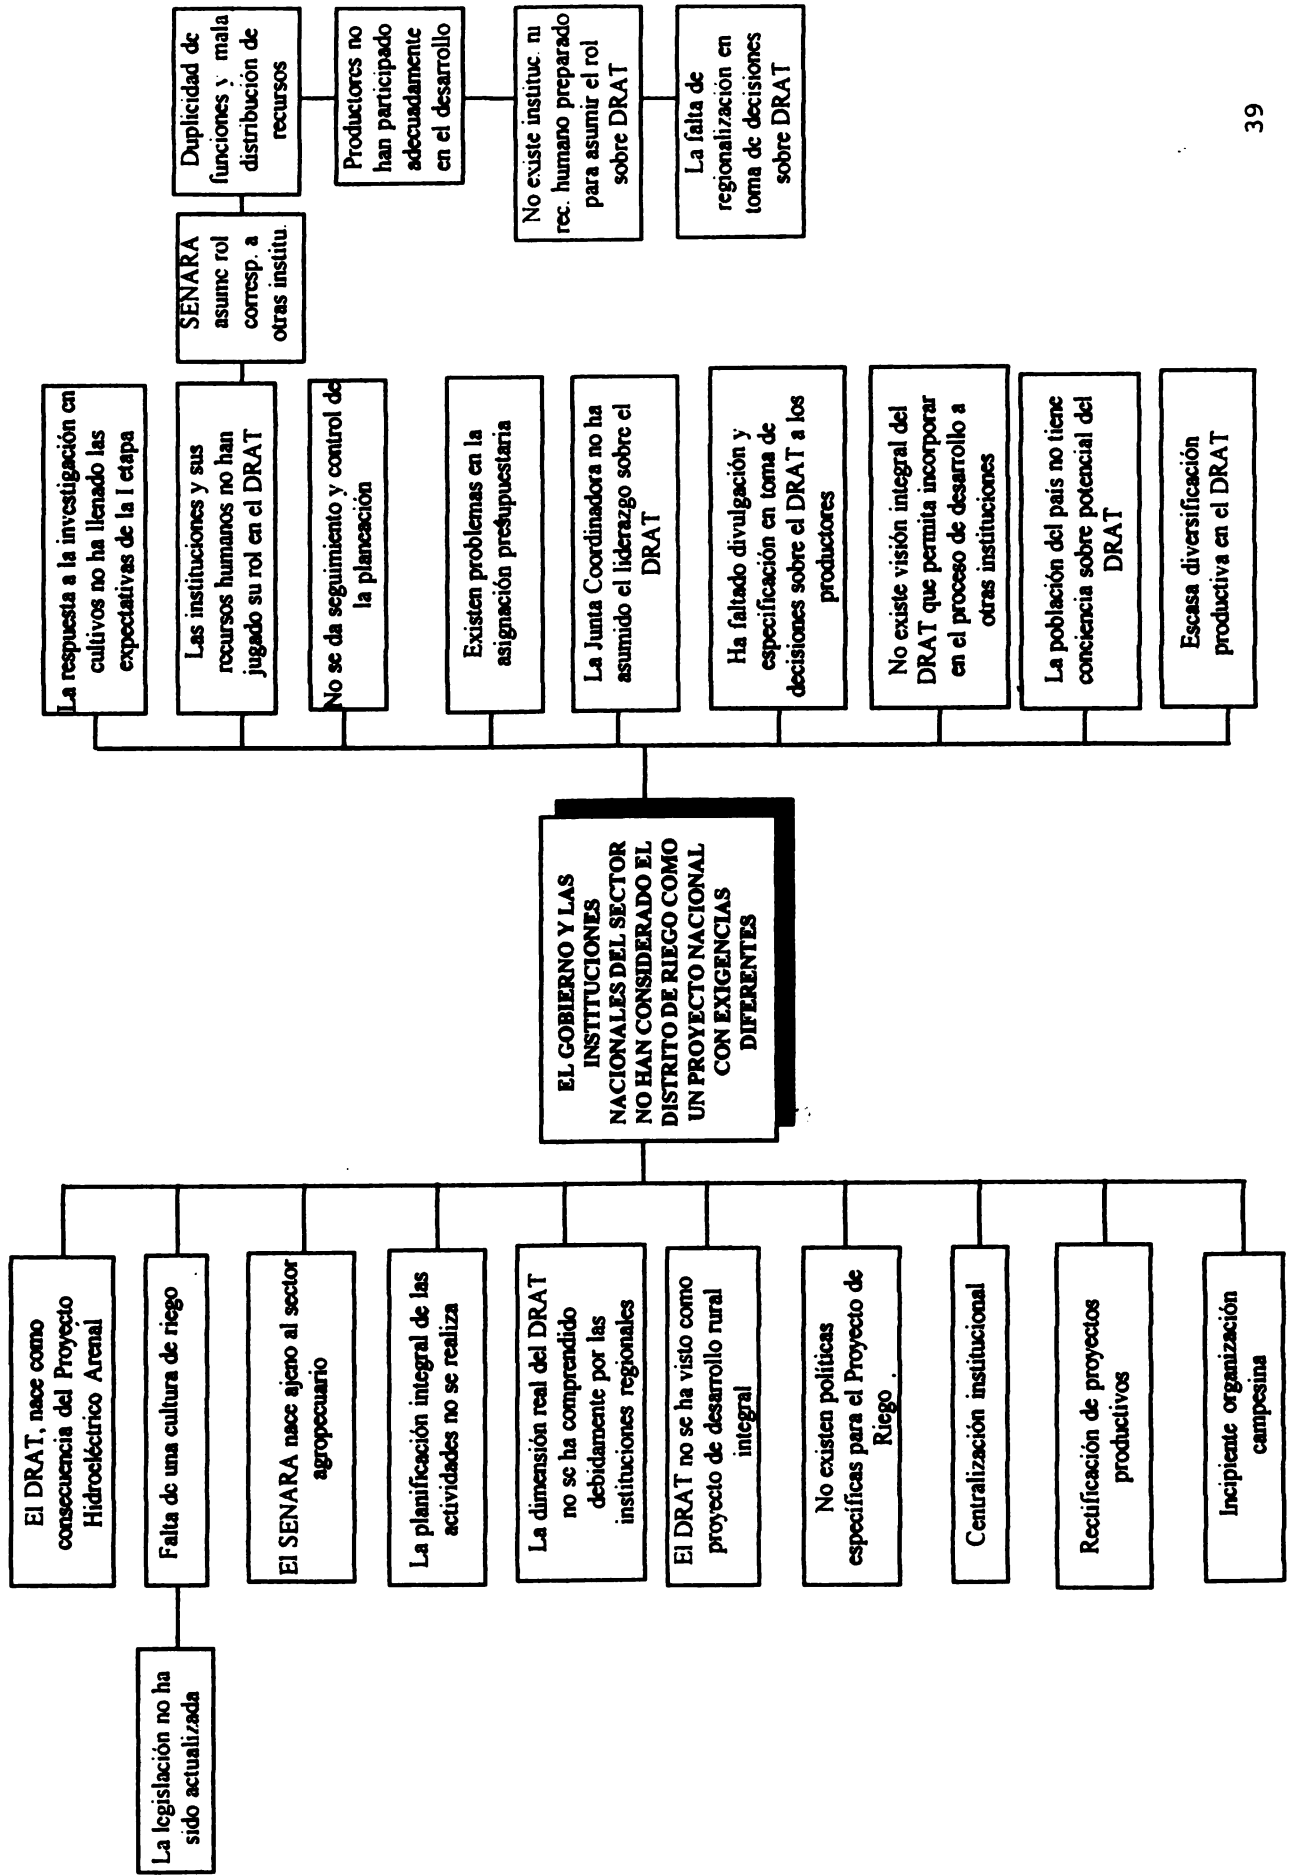 La legislación no ha
sido actualizada
El DRAT, nace como
consecuencia del Proyecto
Hidroeléctrico Arenal
Falta de una cultura de riego
El SENARA nace ajeno al sector
agropecuario
La planificación integral de las
actividades no se realiza
La dimensión real del DRAT
no se ha comprendido
debidamente por las
instituciones regionales
El DRAT no se ha visto como
proyecto de desarrollo rural
integral
No existen políticas
específicas para el Proyecto de
Riego .
Centralización institucional
Rectificación de proyectos
productivos
Incipiente organización
campesina
EL GOBIERNO Y LAS
INSTITUCIONES
NACIONALES DEL SECTOR
NO HAN CONSIDERADO EL
DISTRITO DE RIEGO COMO
UN PROYECTO NACIONAL
CON EXIGENCIAS
DIFERENTES
La respuesta a la investigación en
cultivos no ha llenado las
expectativas de la I etapa
Las instituciones y sus
recursos humanos no han
jugado su rol en el DRAT
No se da seguimiento y control de
la planeación
Existen problemas en la
asignación presupuestaria
La Junta Coordinadora no ha
asumido el liderazgo sobre el
DRAT
Ha faltado divulgación y
especificación en toma de
decisiones sobre el DRAT a los
productores
No existe visión integral del
DRAT que permita incorporar
en el proceso de desarrollo a
otras instituciones
La población del país no tiene
conciencia sobre potencial del
DRAT
Escasa diversificación
productiva en el DRAT
SENARA
asume rol
corresp. a
otras institu.
Duplicidad de
funciones y mala
distribución de
recursos
Productores no
han participado
adecuadamente
en el desarrollo
No existe instituc. ni
rec. humano preparado
para asumir el rol
sobre DRAT
La falta de
regionalización en
toma de decisiones
sobre DRAT
39